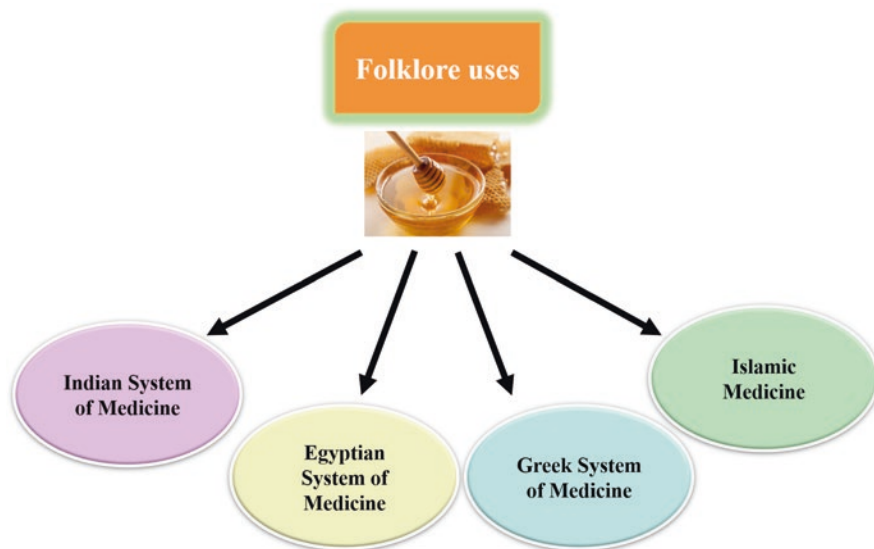 Folklore uses
Indian System
of Medicine
Egyptian
System of
Medicine
Greek System
of Medicine
Islamic
Medicine